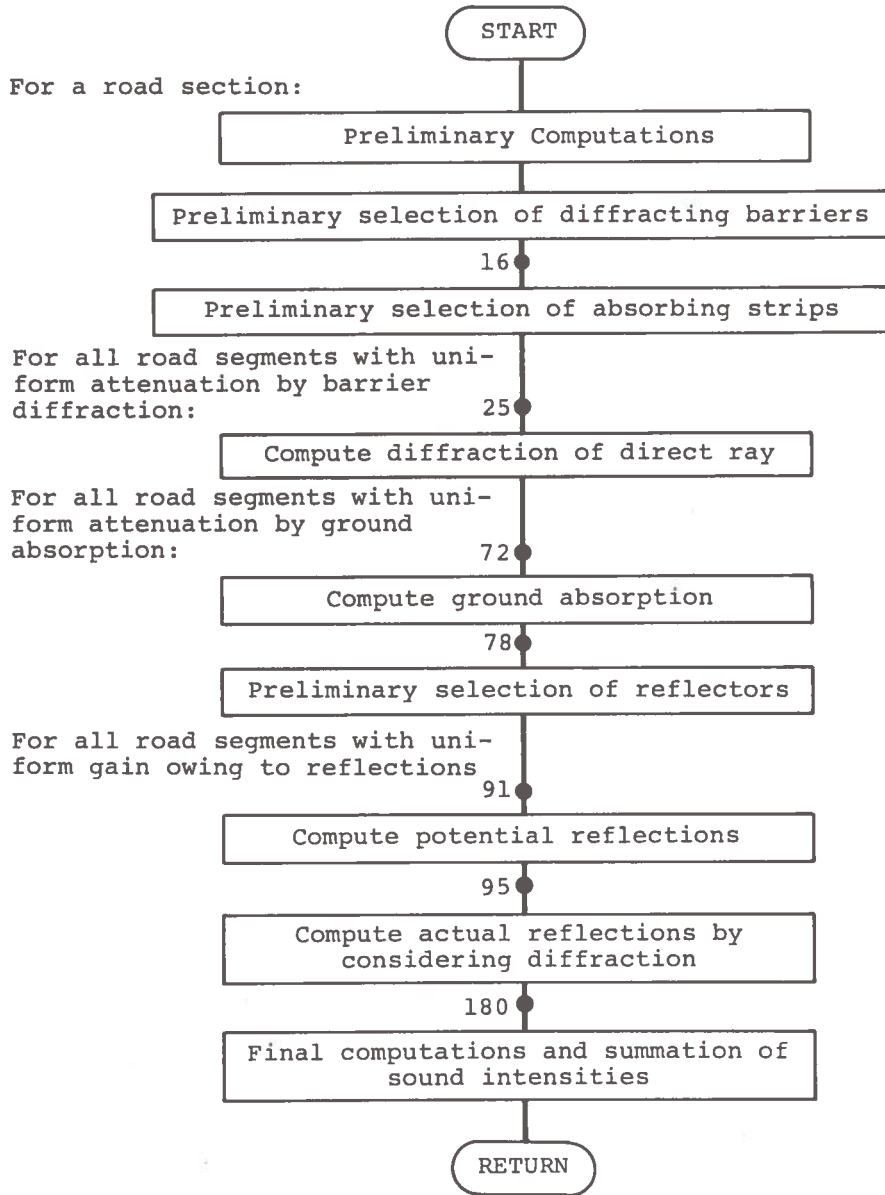 START
For a road section:
Preliminary Computations
Preliminary selection of diffracting barriers
16
Preliminary selection of absorbing strips
For all road segments with uni-
form attenuation by barrier
diffraction:
25
Compute diffraction of direct ray
For all road segments with uni-
form attenuation by ground
absorption:
72
Compute ground absorption
78
Preliminary selection of reflectors
For all road segments with uni-
form gain owing to reflections
91
Compute potential reflections
95
Compute actual reflections by
considering diffraction
180
Final computations and summation of
sound intensities
RETURN